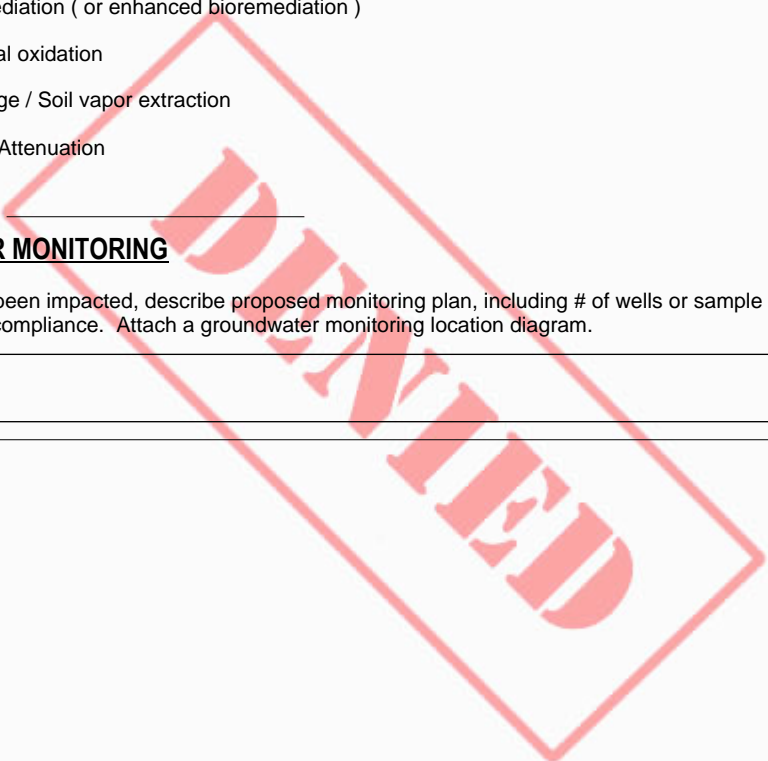 ediation ( or enhanced bioremediation )
al oxidation
ge / Soil vapor extraction
Attenuation
R MONITORING
been impacted, describe proposed monitoring plan, including # of wells or sample
compliance.  Attach a groundwater monitoring location diagram.
DENIED